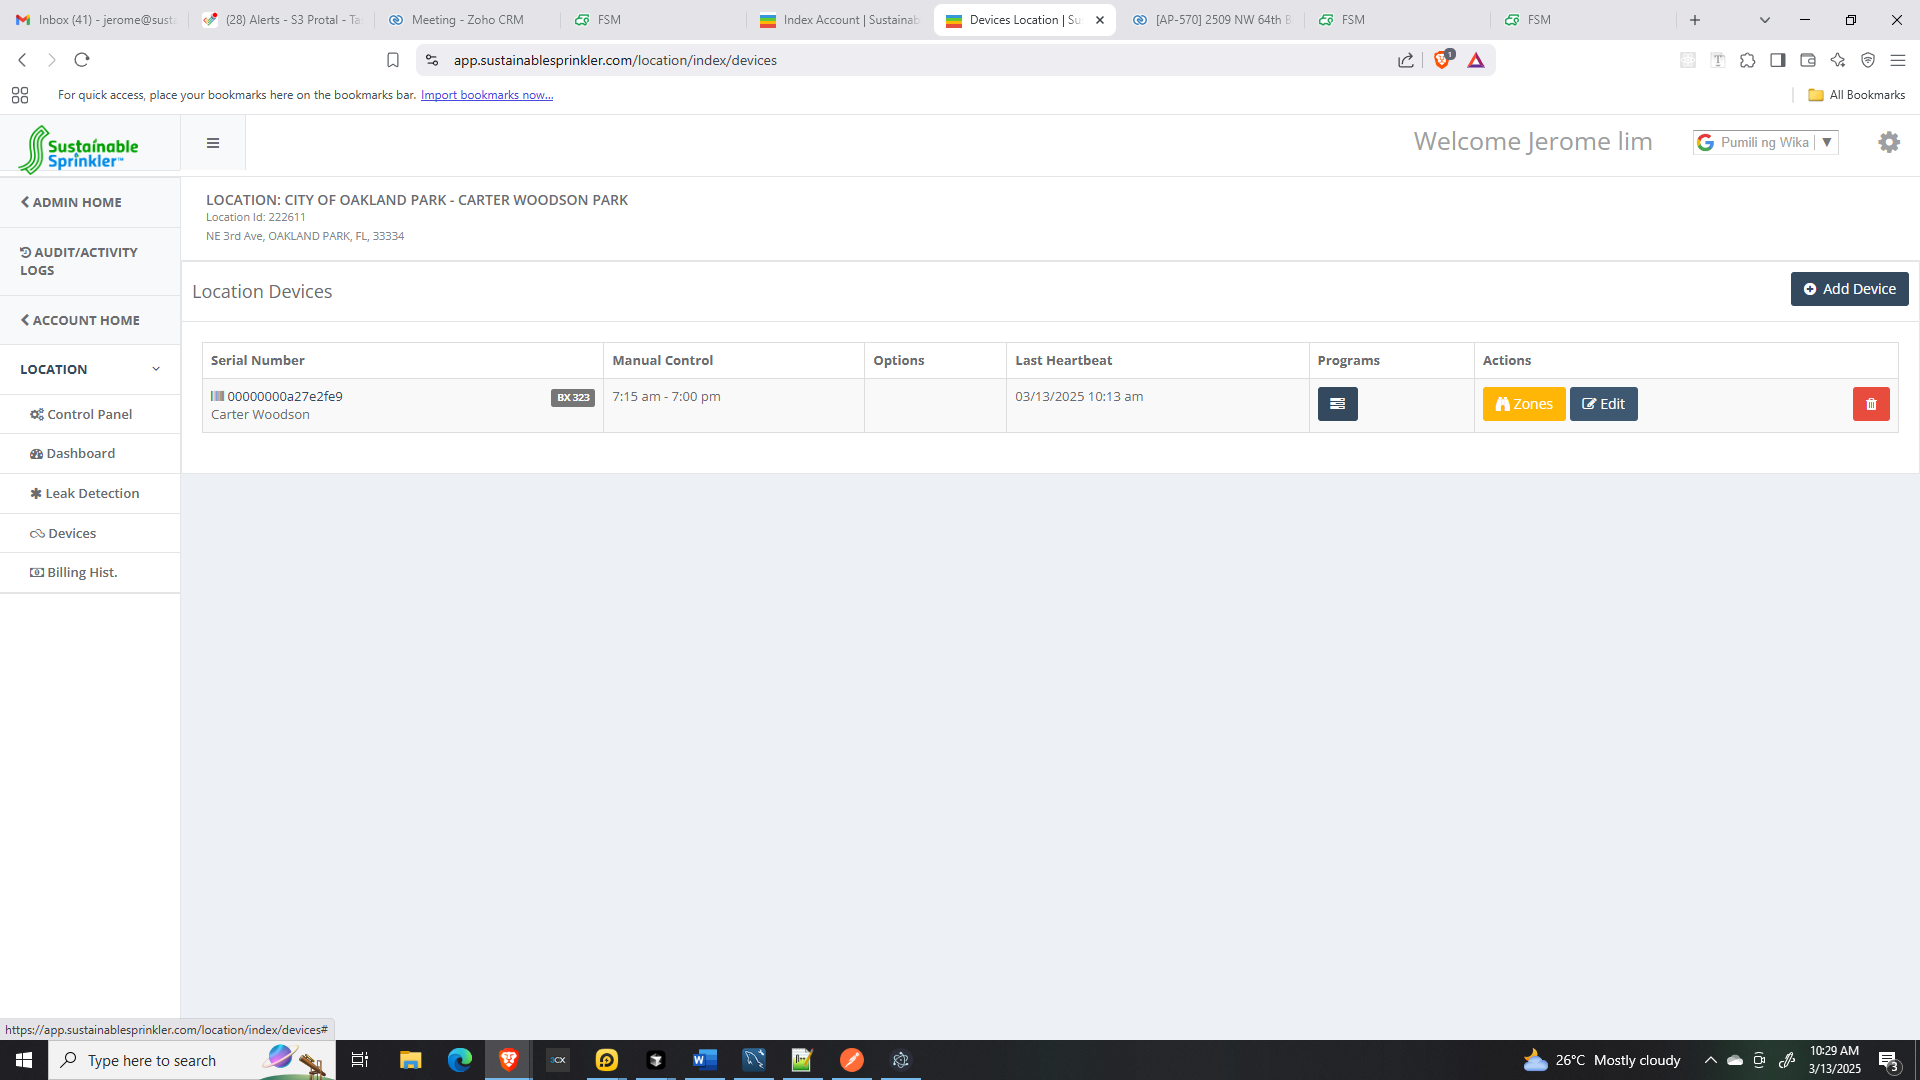 Inbox (41) - jerome@susta
(28) Alerts - S3 Protal - Ta
Meeting - Zoho CRM
FSM
Index Account | Sustainab
Devices Location | Su
[AP-570] 2509 NW 64th B
FSM
FSM
app.sustainablesprinkler.com/location/index/devices
1
For quick access, place your bookmarks here on the bookmarks bar. Import bookmarks now...
All Bookmarks
Sustainable
Sprinkler™
Welcome Jerome lim
Pumili ng Wika ▼
ADMIN HOME
AUDIT/ACTIVITY
LOGS
ACCOUNT HOME
LOCATION
Control Panel
Dashboard
Leak Detection
Devices
Billing Hist.
LOCATION: CITY OF OAKLAND PARK - CARTER WOODSON PARK
Location Id: 222611
NE 3rd Ave, OAKLAND PARK, FL, 33334
Location Devices
Add Device
Serial Number
Manual Control
Options
Last Heartbeat
Programs
Actions
00000000a27e2fe9
BX 323
Carter Woodson
7:15 am - 7:00 pm
03/13/2025 10:13 am
Zones
Edit
https://app.sustainablesprinkler.com/location/index/devices#
Type here to search
3CX
26°C Mostly cloudy
10:29 AM
3/13/2025
3